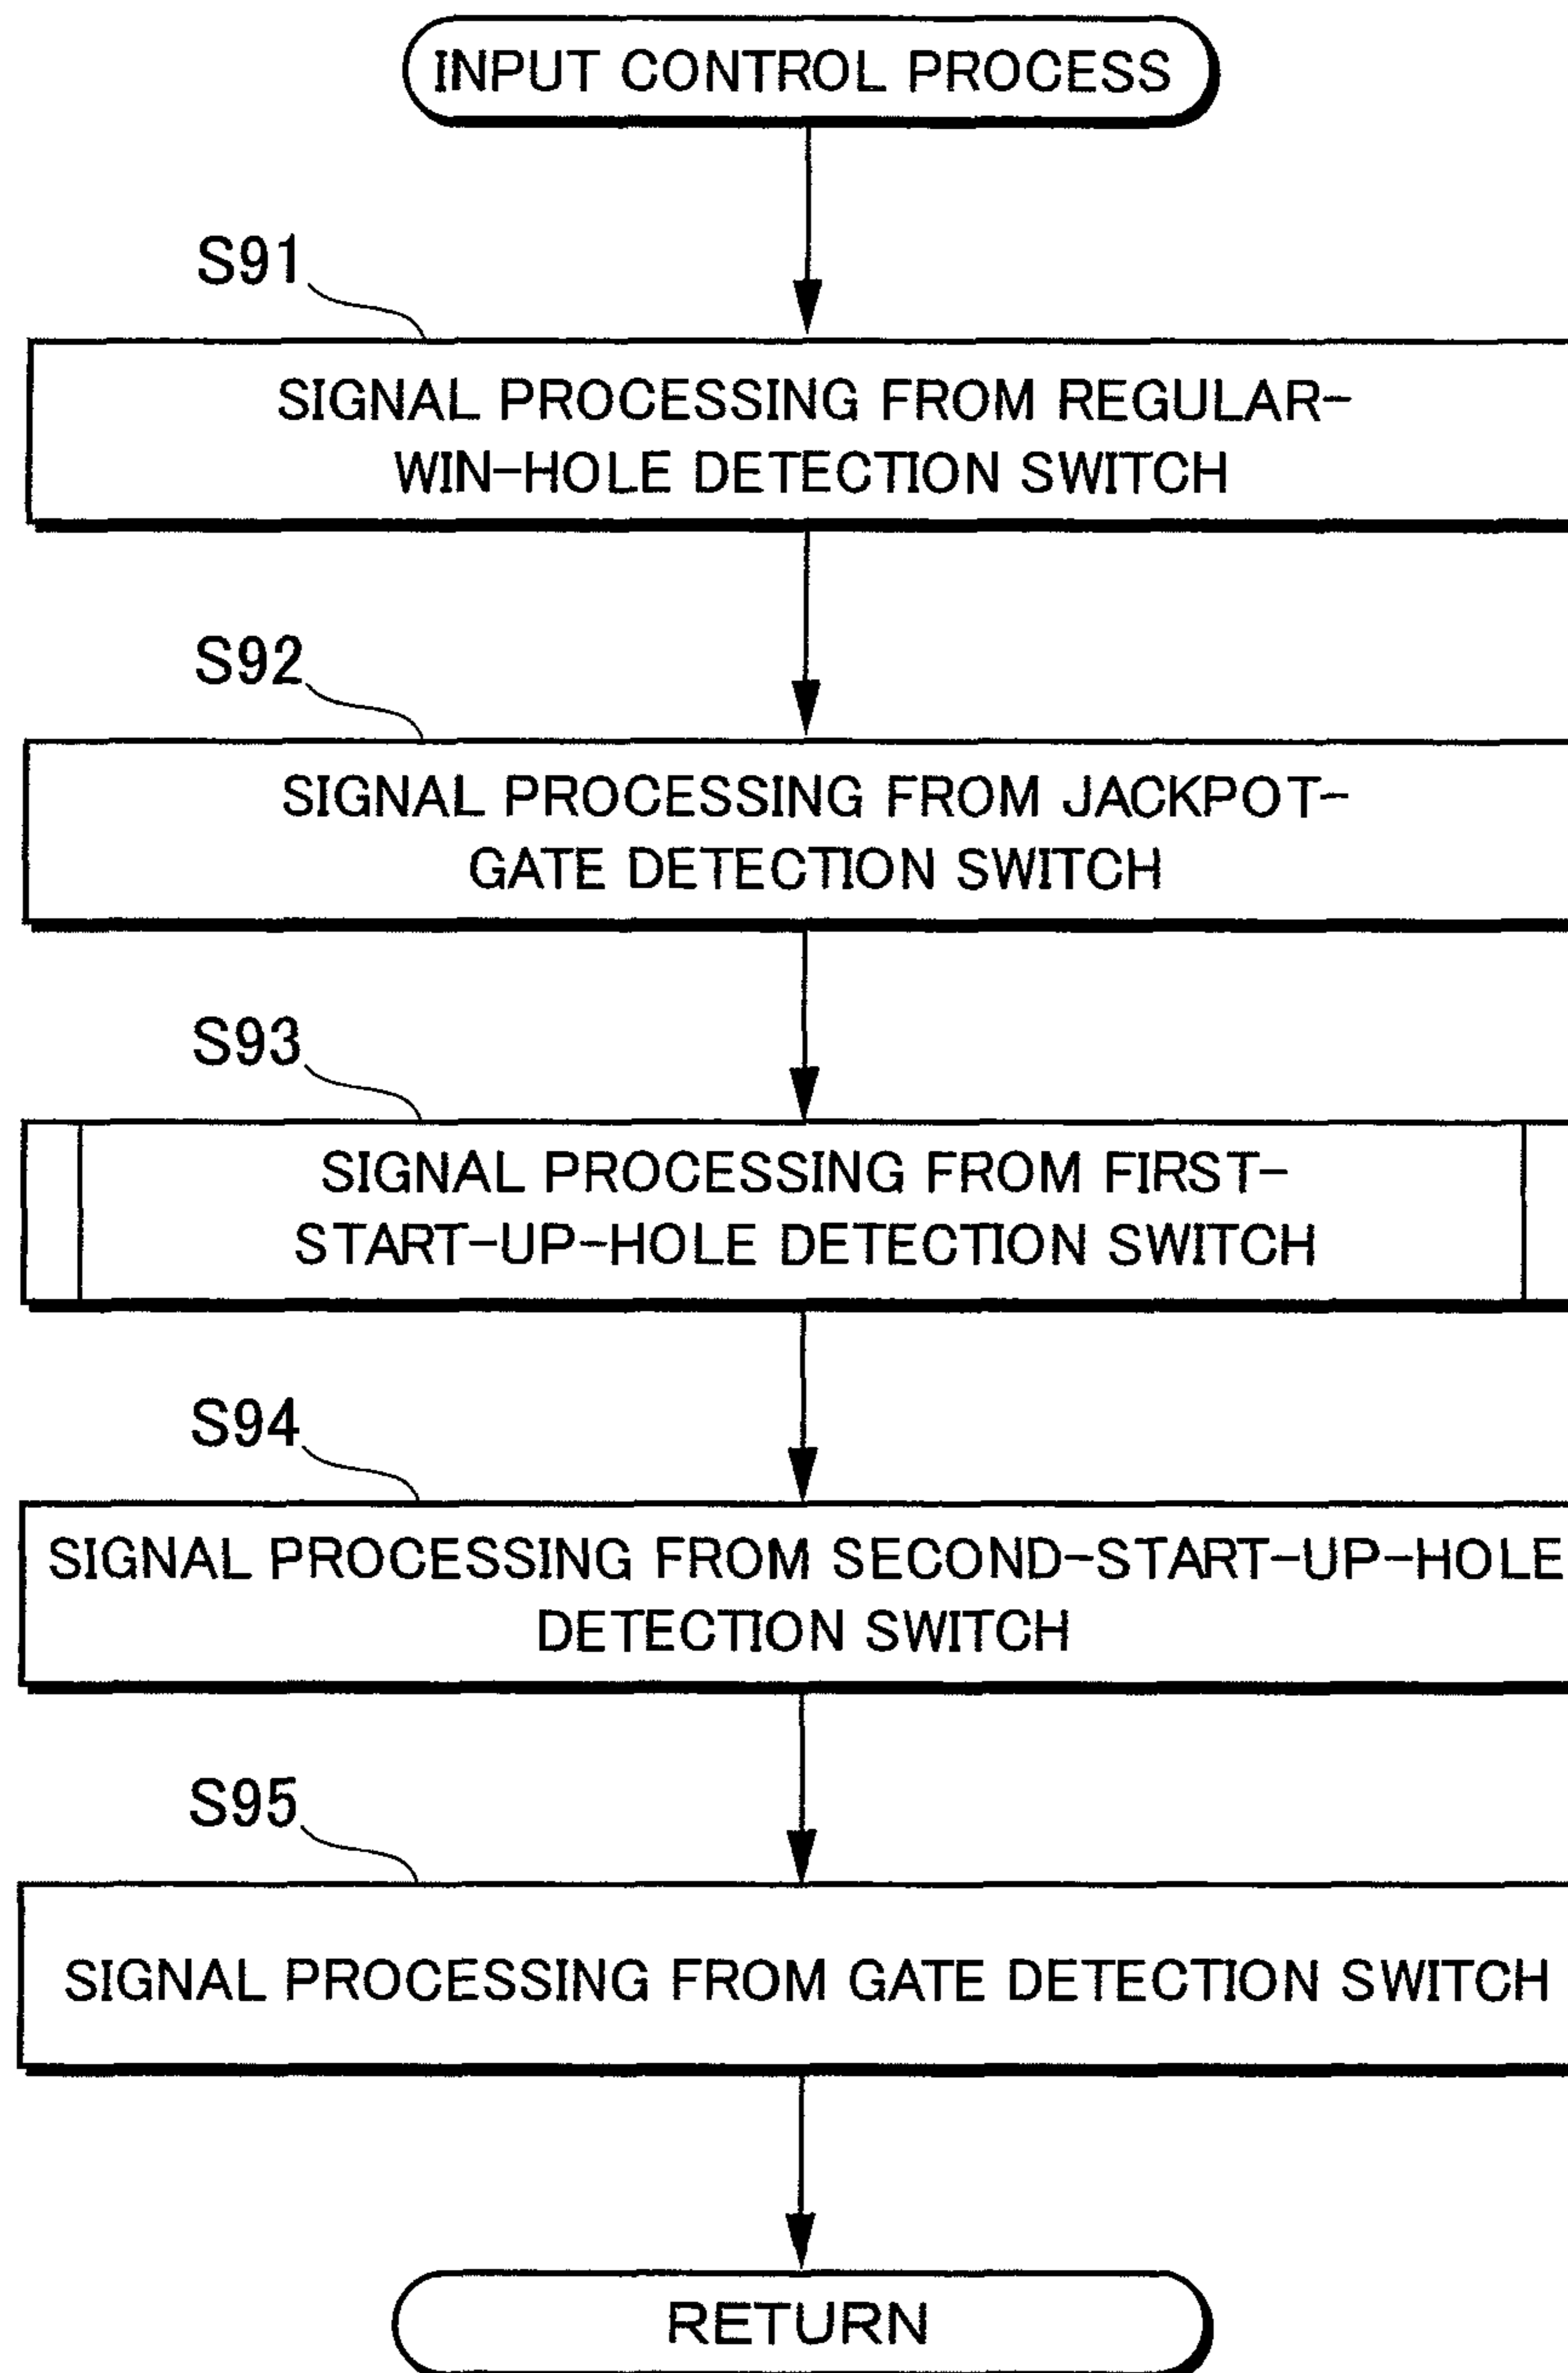 INPUT CONTROL PROCESS
S91
SIGNAL PROCESSING FROM REGULAR-
WIN-HOLE DETECTION SWITCH
S92
SIGNAL PROCESSING FROM JACKPOT-
GATE DETECTION SWITCH
S93
SIGNAL PROCESSING FROM FIRST-
START-UP-HOLE DETECTION SWITCH
S94
SIGNAL PROCESSING FROM SECOND-START-UP-HOLE
DETECTION SWITCH
S95
SIGNAL PROCESSING FROM GATE DETECTION SWITCH
RETURN